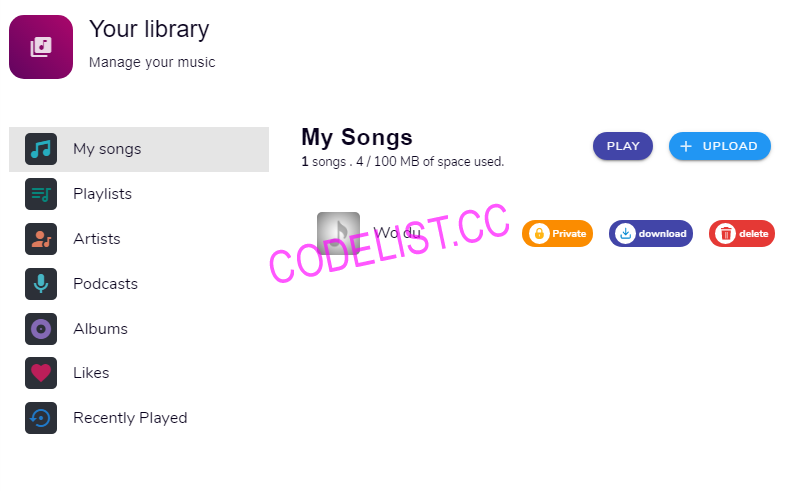 Your library
Manage your music
My songs
Playlists
Artists
Podcasts
Albums
Likes
Recently Played
My Songs
1 songs . 4 / 100 MB of space used.
PLAY
+ UPLOAD
Wo du
Private
download
delete
CODELIST.CC